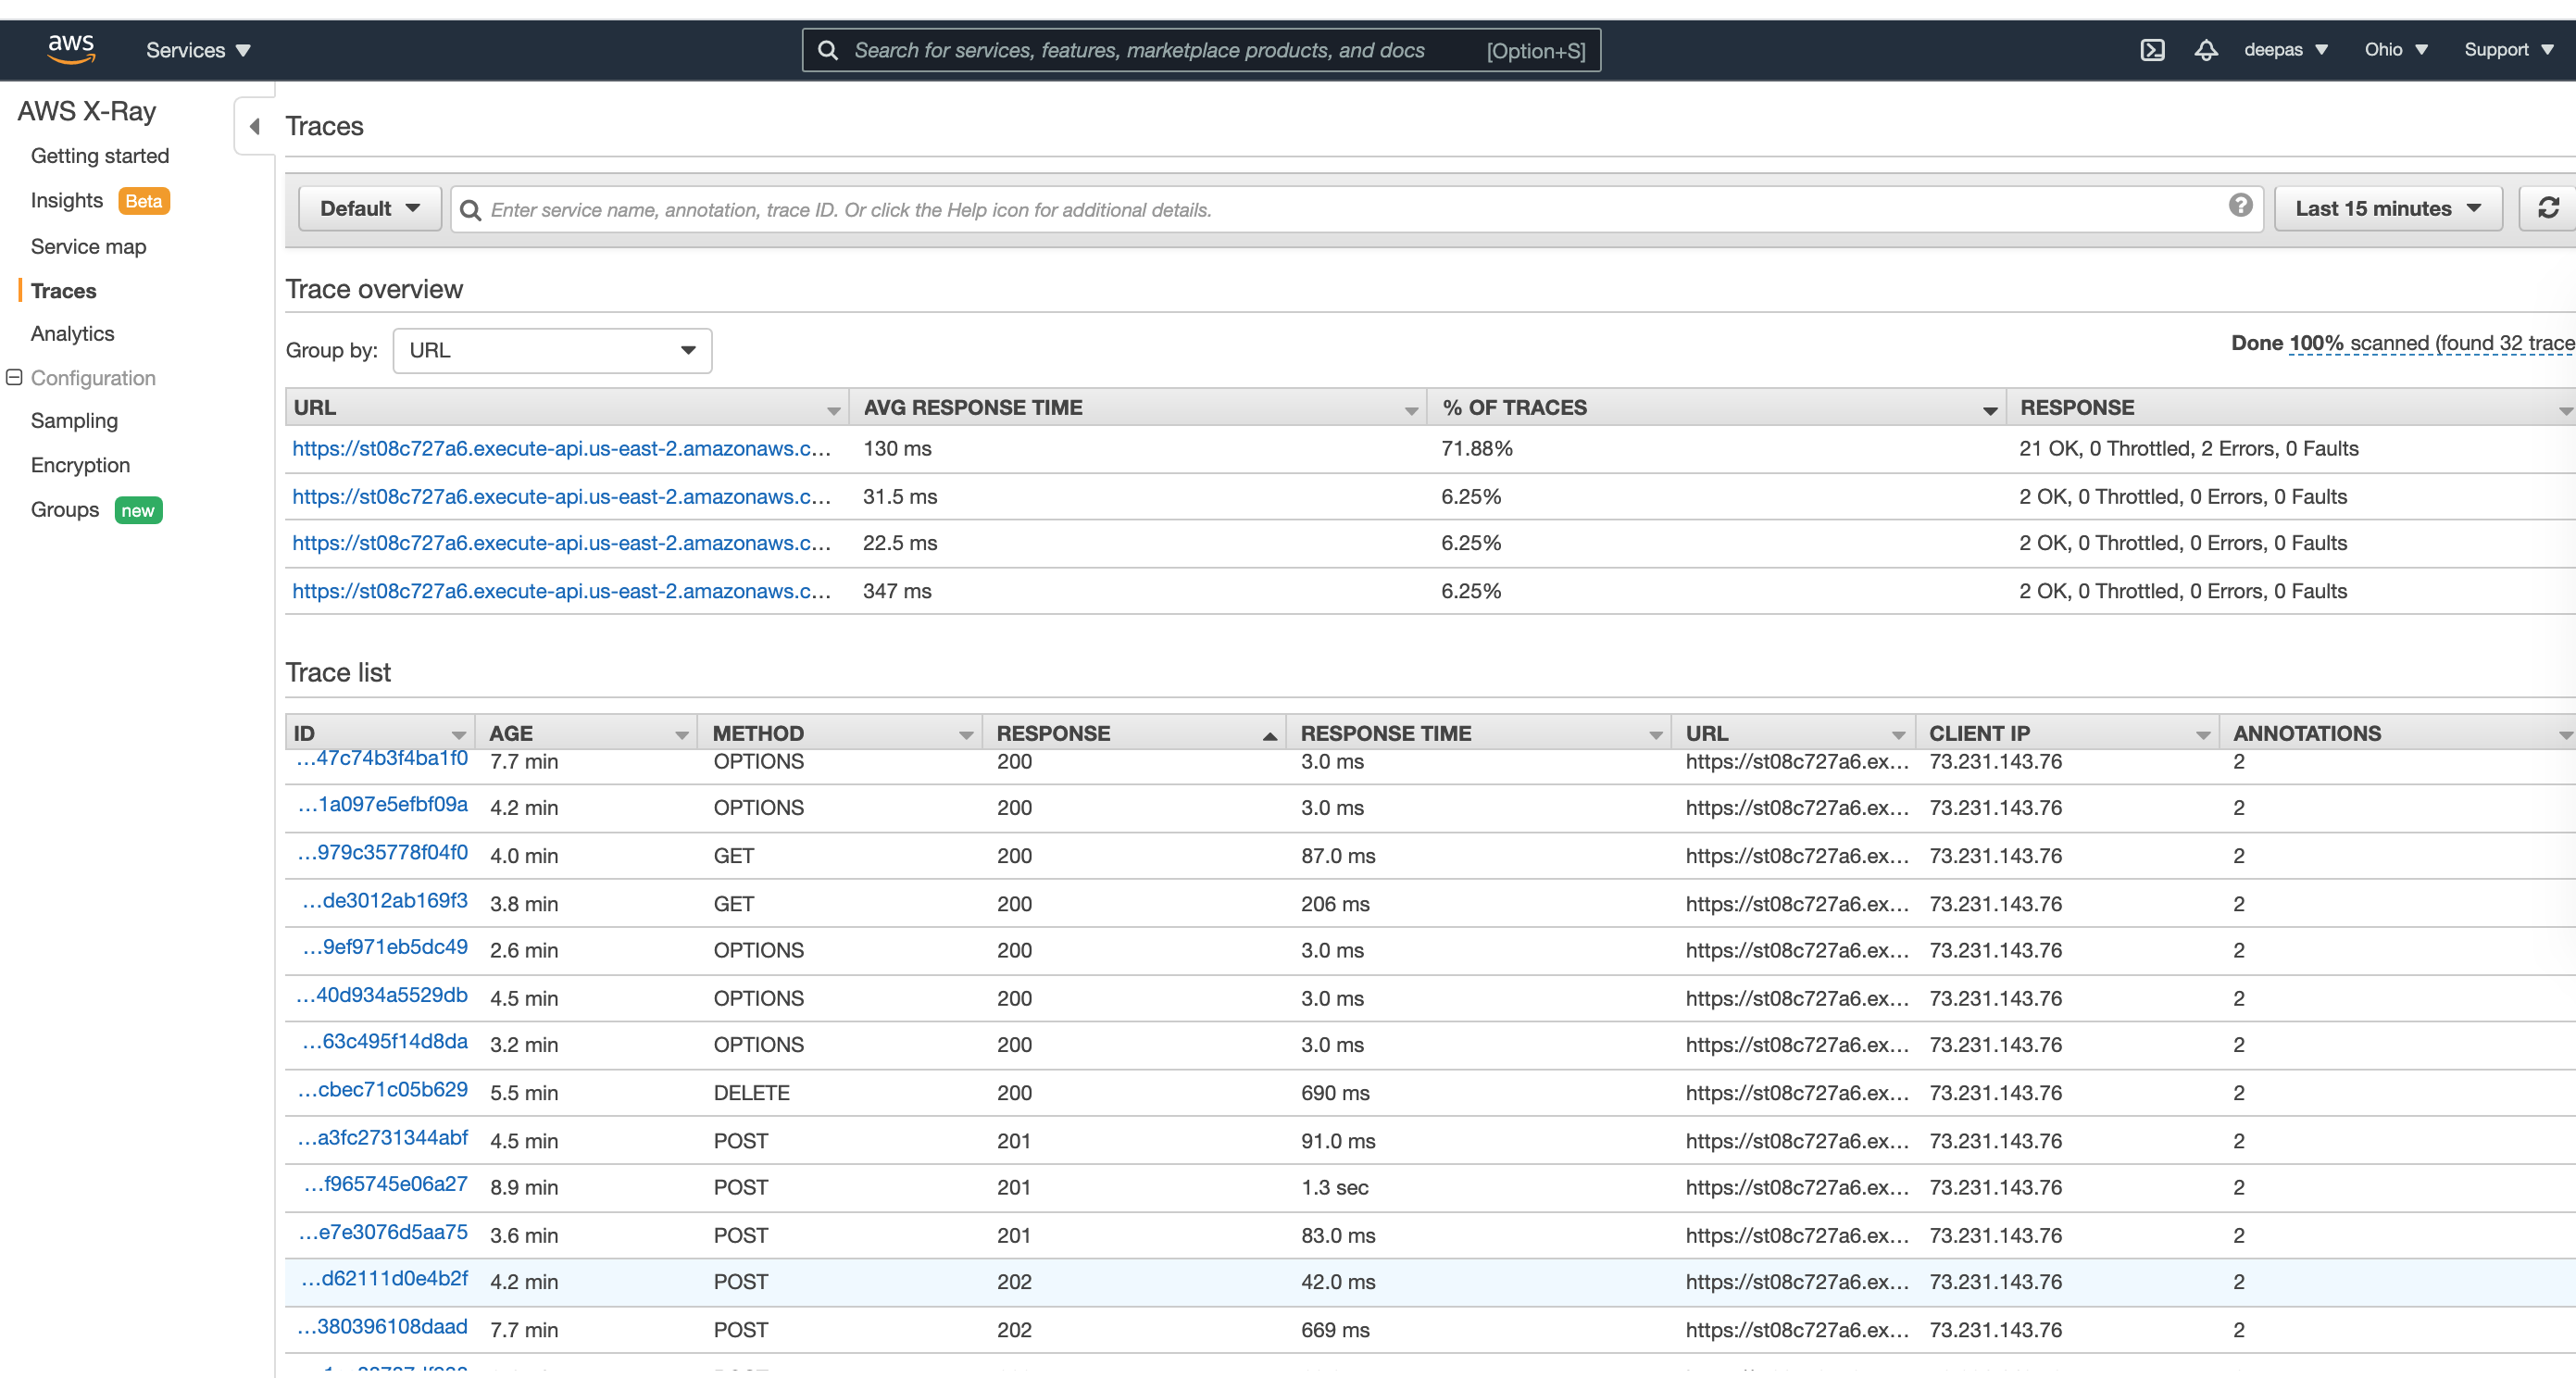 aws Services Search for services, features, marketplace products, and docs [Option+S] deepas Ohio Support
AWS X-Ray
Getting started
Insights Beta
Service map
Traces
Analytics
Configuration
Sampling
Encryption
Groups new
Traces
Default Enter service name, annotation, trace ID. Or click the Help icon for additional details. Last 15 minutes
Trace overview
Group by: URL
Done 100% scanned (found 32 trace
URL AVG RESPONSE TIME % OF TRACES RESPONSE
https://st08c727a6.execute-api.us-east-2.amazonaws.c... 130 ms 71.88% 21 OK, 0 Throttled, 2 Errors, 0 Faults
https://st08c727a6.execute-api.us-east-2.amazonaws.c... 31.5 ms 6.25% 2 OK, 0 Throttled, 0 Errors, 0 Faults
https://st08c727a6.execute-api.us-east-2.amazonaws.c... 22.5 ms 6.25% 2 OK, 0 Throttled, 0 Errors, 0 Faults
https://st08c727a6.execute-api.us-east-2.amazonaws.c... 347 ms 6.25% 2 OK, 0 Throttled, 0 Errors, 0 Faults
Trace list
ID AGE METHOD RESPONSE RESPONSE TIME URL CLIENT IP ANNOTATIONS
...47c74b3f4ba1f0 7.7 min OPTIONS 200 3.0 ms https://st08c727a6.ex... 73.231.143.76 2
...1a097e5efbf09a 4.2 min OPTIONS 200 3.0 ms https://st08c727a6.ex... 73.231.143.76 2
...979c35778f04f0 4.0 min GET 200 87.0 ms https://st08c727a6.ex... 73.231.143.76 2
...de3012ab169f3 3.8 min GET 200 206 ms https://st08c727a6.ex... 73.231.143.76 2
...9ef971eb5dc49 2.6 min OPTIONS 200 3.0 ms https://st08c727a6.ex... 73.231.143.76 2
...40d934a5529db 4.5 min OPTIONS 200 3.0 ms https://st08c727a6.ex... 73.231.143.76 2
...63c495f14d8da 3.2 min OPTIONS 200 3.0 ms https://st08c727a6.ex... 73.231.143.76 2
...cbec71c05b629 5.5 min DELETE 200 690 ms https://st08c727a6.ex... 73.231.143.76 2
...a3fc2731344abf 4.5 min POST 201 91.0 ms https://st08c727a6.ex... 73.231.143.76 2
...f965745e06a27 8.9 min POST 201 1.3 sec https://st08c727a6.ex... 73.231.143.76 2
...e7e3076d5aa75 3.6 min POST 201 83.0 ms https://st08c727a6.ex... 73.231.143.76 2
...d62111d0e4b2f 4.2 min POST 202 42.0 ms https://st08c727a6.ex... 73.231.143.76 2
...380396108daad 7.7 min POST 202 669 ms https://st08c727a6.ex... 73.231.143.76 2